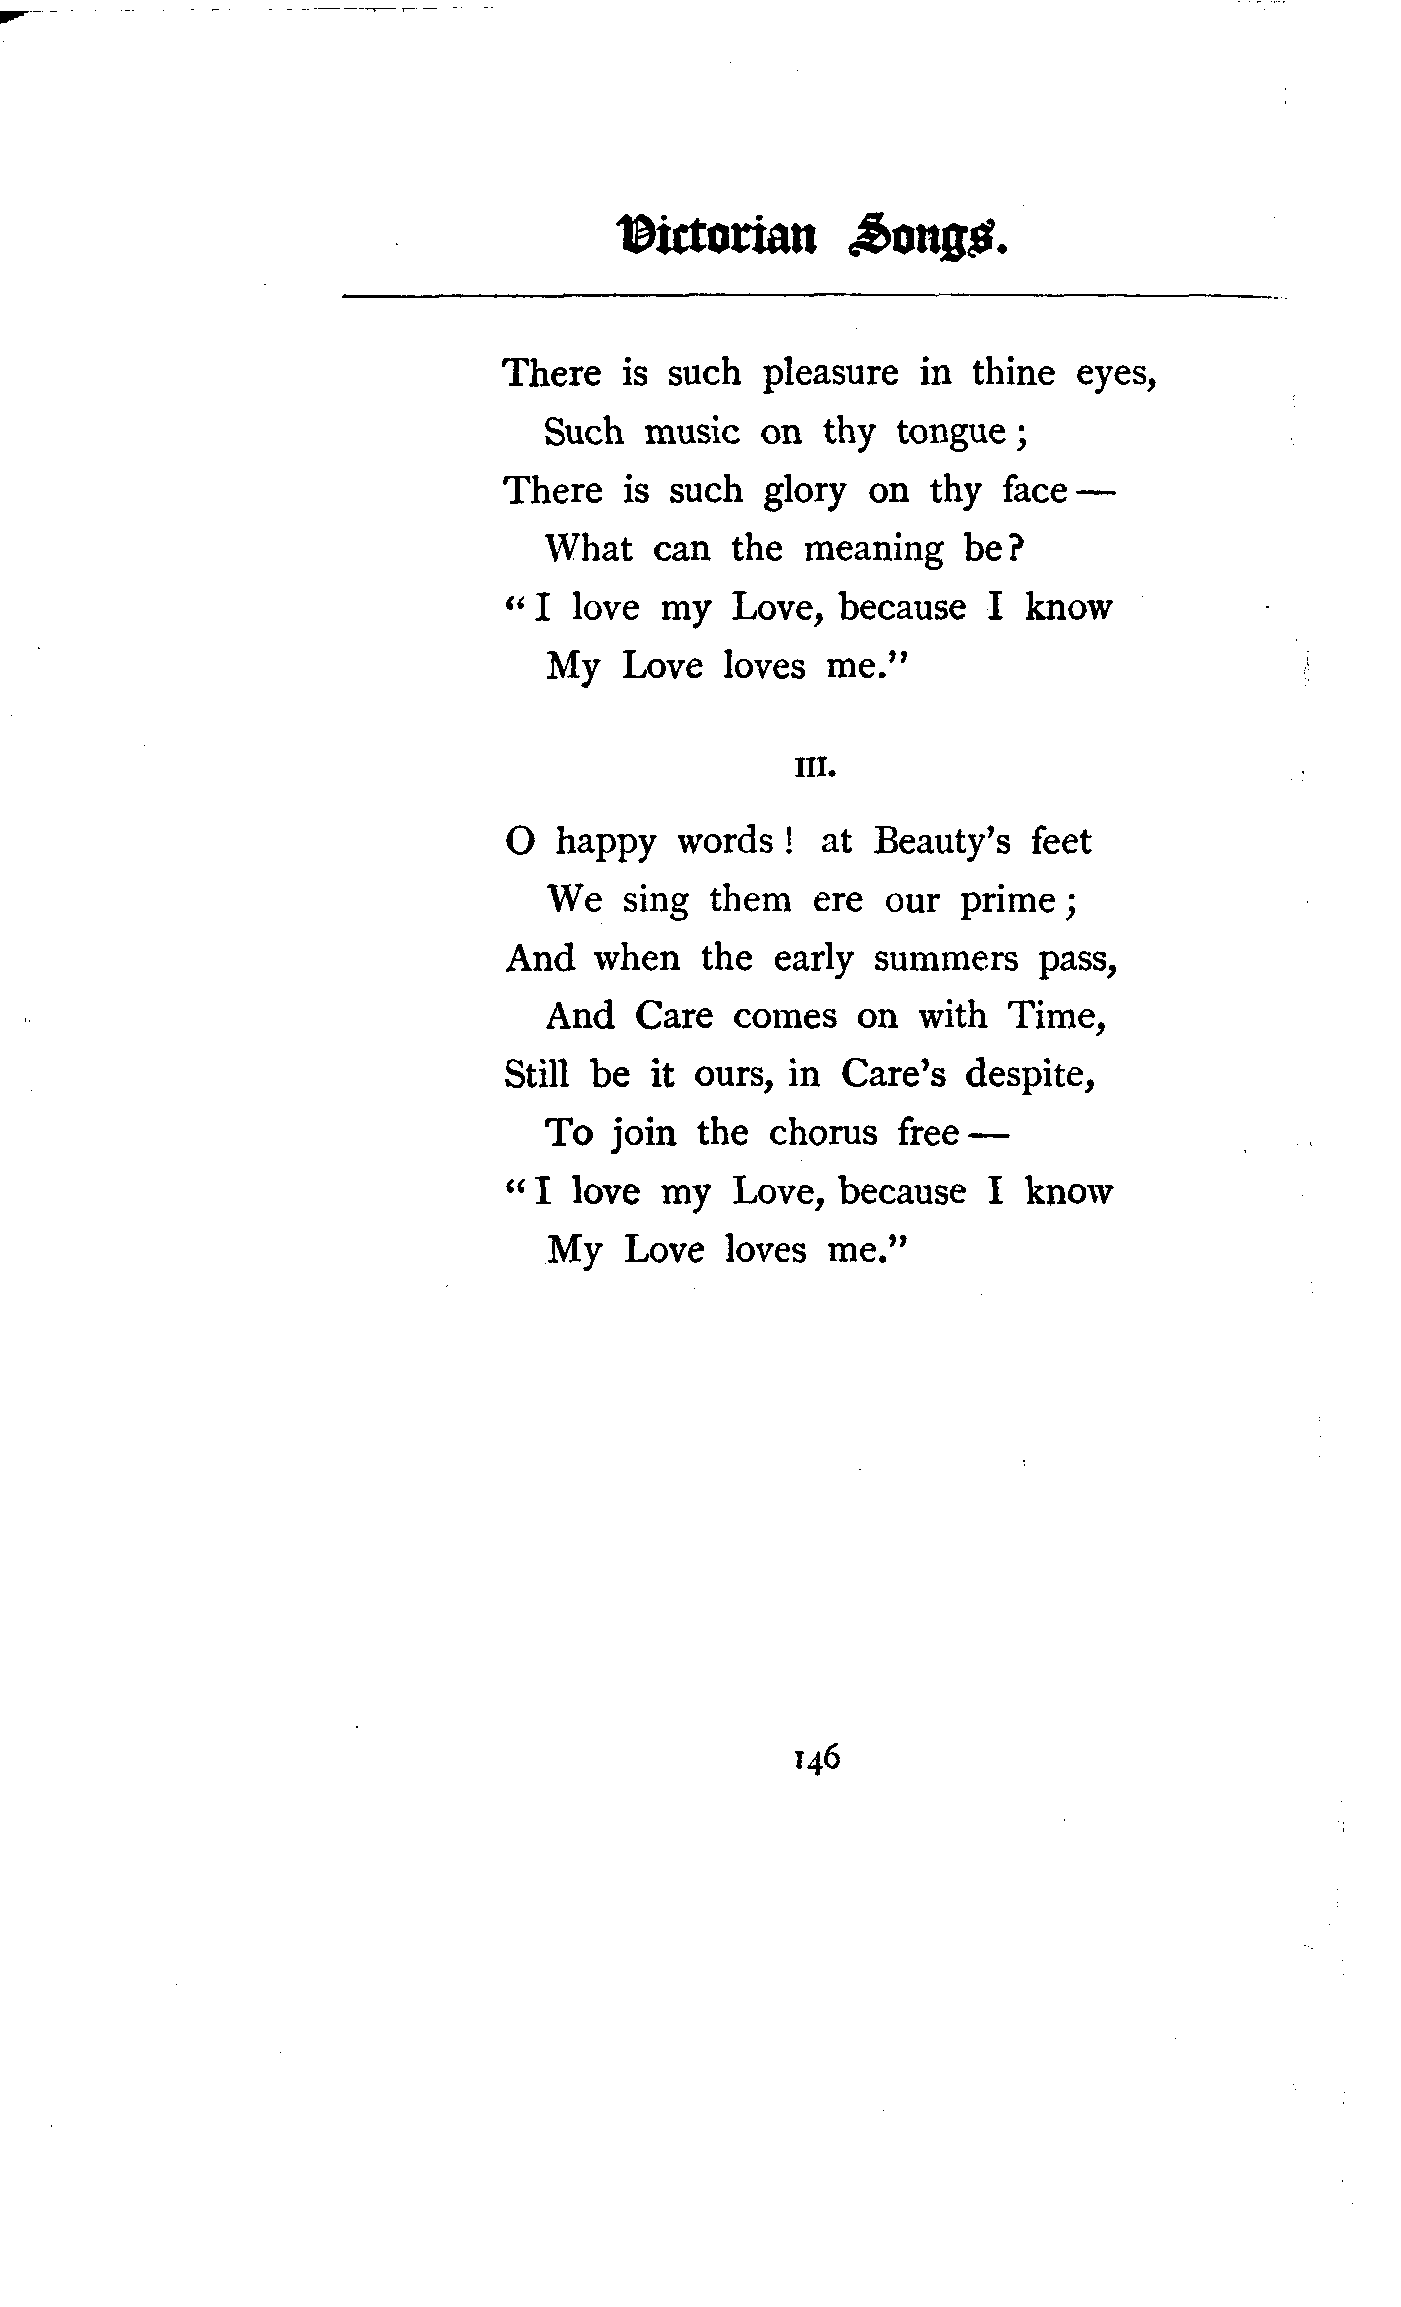 Victorian Songs.
There is such pleasure in thine eyes,
Such music on thy tongue;
There is such glory on thy face—
What can the meaning be?
"I love my Love, because I know
My Love loves me."
III.
O happy words! at Beauty's feet
We sing them ere our prime;
And when the early summers pass,
And Care comes on with Time,
Still be it ours, in Care's despite,
To join the chorus free—
"I love my Love, because I know
My Love loves me."
146